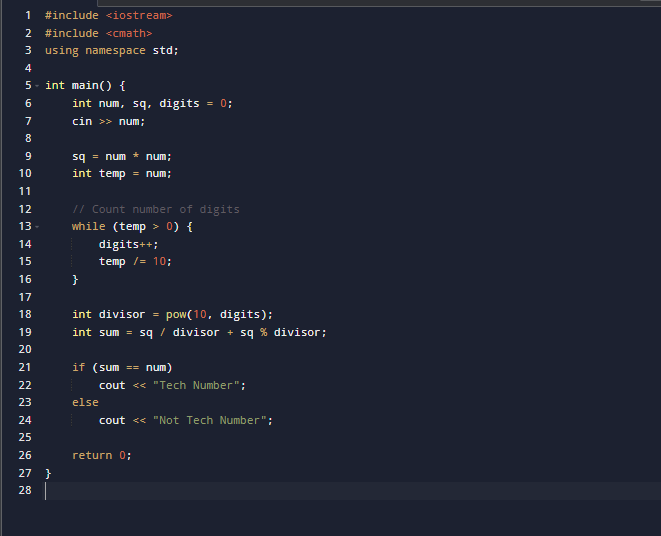 1 #include <iostream>
2 #include <cmath>
3 using namespace std;
4
5 int main() {
6     int num, sq, digits = 0;
7     cin >> num;
8
9     sq = num * num;
10     int temp = num;
11
12     // Count number of digits
13     while (temp > 0) {
14         digits++;
15         temp /= 10;
16     }
17
18     int divisor = pow(10, digits);
19     int sum = sq / divisor + sq % divisor;
20
21     if (sum == num)
22         cout << "Tech Number";
23     else
24         cout << "Not Tech Number";
25
26     return 0;
27 }
28